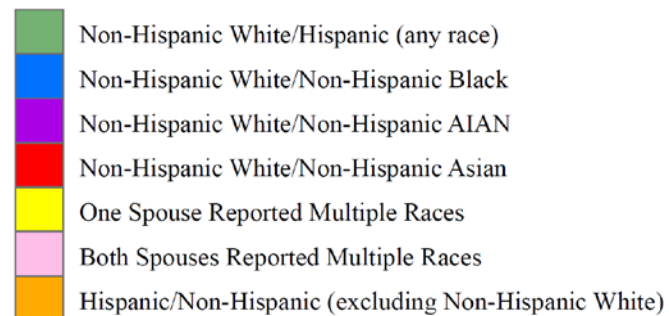 Non-Hispanic White/Hispanic (any race)
Non-Hispanic White/Non-Hispanic Black
Non-Hispanic White/Non-Hispanic AIAN
Non-Hispanic White/Non-Hispanic Asian
One Spouse Reported Multiple Races
Both Spouses Reported Multiple Races
Hispanic/Non-Hispanic (excluding Non-Hispanic White)